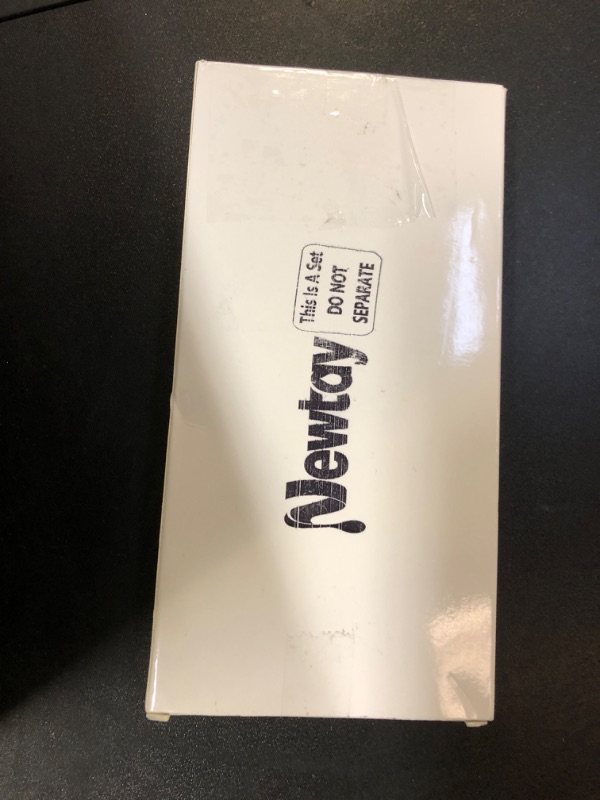 Newtay
This Is A Set
DO NOT
SEPARATE